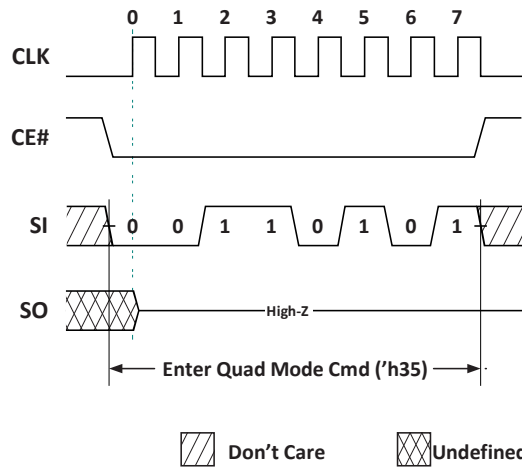 0 1 2 3 4 5 6 7
CLK
CE#
SI 0 0 1 1 0 1 0 1
SO High-Z
Enter Quad Mode Cmd ('h35)
Don't Care Undefined